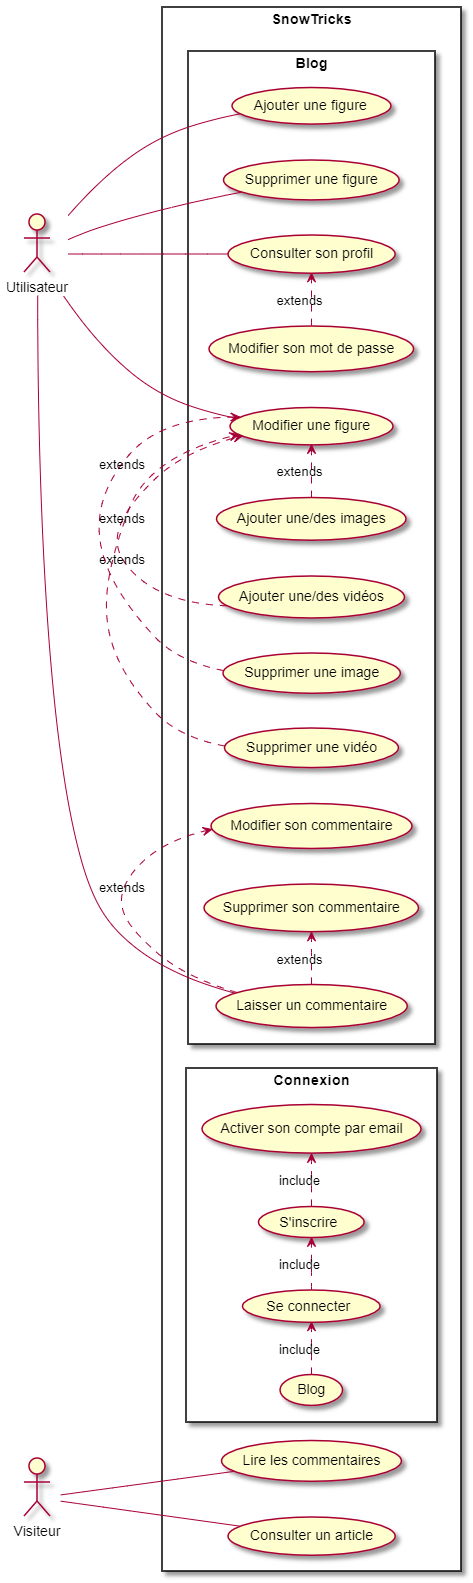 SnowTricks
Blog
Ajouter une figure
Supprimer une figure
Consulter son profil
Utilisateur
extends
Modifier son mot de passe
Modifier une figure
extends
extends
Ajouter une/des images
extends
extends
Ajouter une/des vidéos
Supprimer une image
Supprimer une vidéo
Modifier son commentaire
extends
Supprimer son commentaire
extends
Laisser un commentaire
Connexion
Activer son compte par email
include
S'inscrire
include
Se connecter
include
Blog
Lire les commentaires
Visiteur
Consulter un article